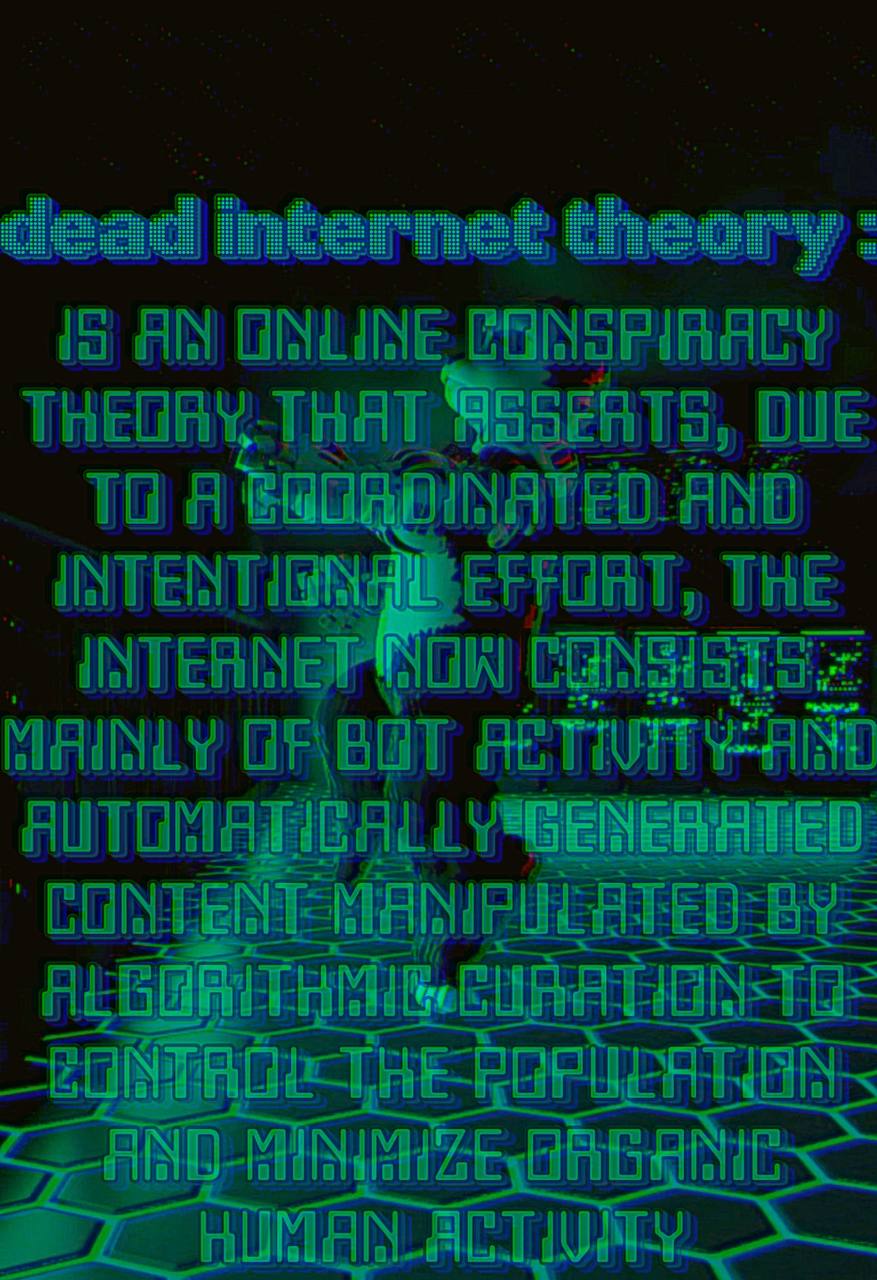 dead internet theory :
IS AN ONLINE CONSPIRACY
THEORY THAT ASSERTS, DUE
TO A COORDINATED AND
INTENTIONAL EFFORT, THE
INTERNET NOW CONSISTS
MAINLY OF BOT ACTIVITY AND
AUTOMATICALLY GENERATED
CONTENT MANIPULATED BY
ALGORITHMIC CURATION TO
CONTROL THE POPULATION
AND MINIMIZE ORGANIC
HUMAN ACTIVITY